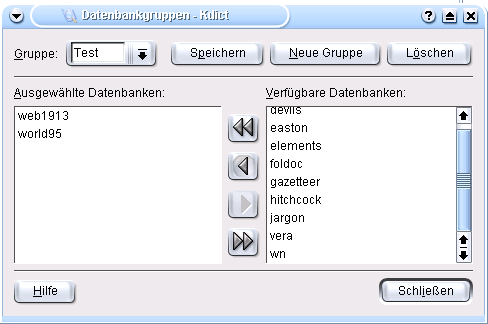 Datenbankgruppen - Kdict
Gruppe: Test Speichern Neue Gruppe Löschen
Ausgewählte Datenbanken:
web1913
world95
Verfügbare Datenbanken:
devils
easton
elements
foldoc
gazetteer
hitchcock
jargon
vera
wn
Hilfe Schließen